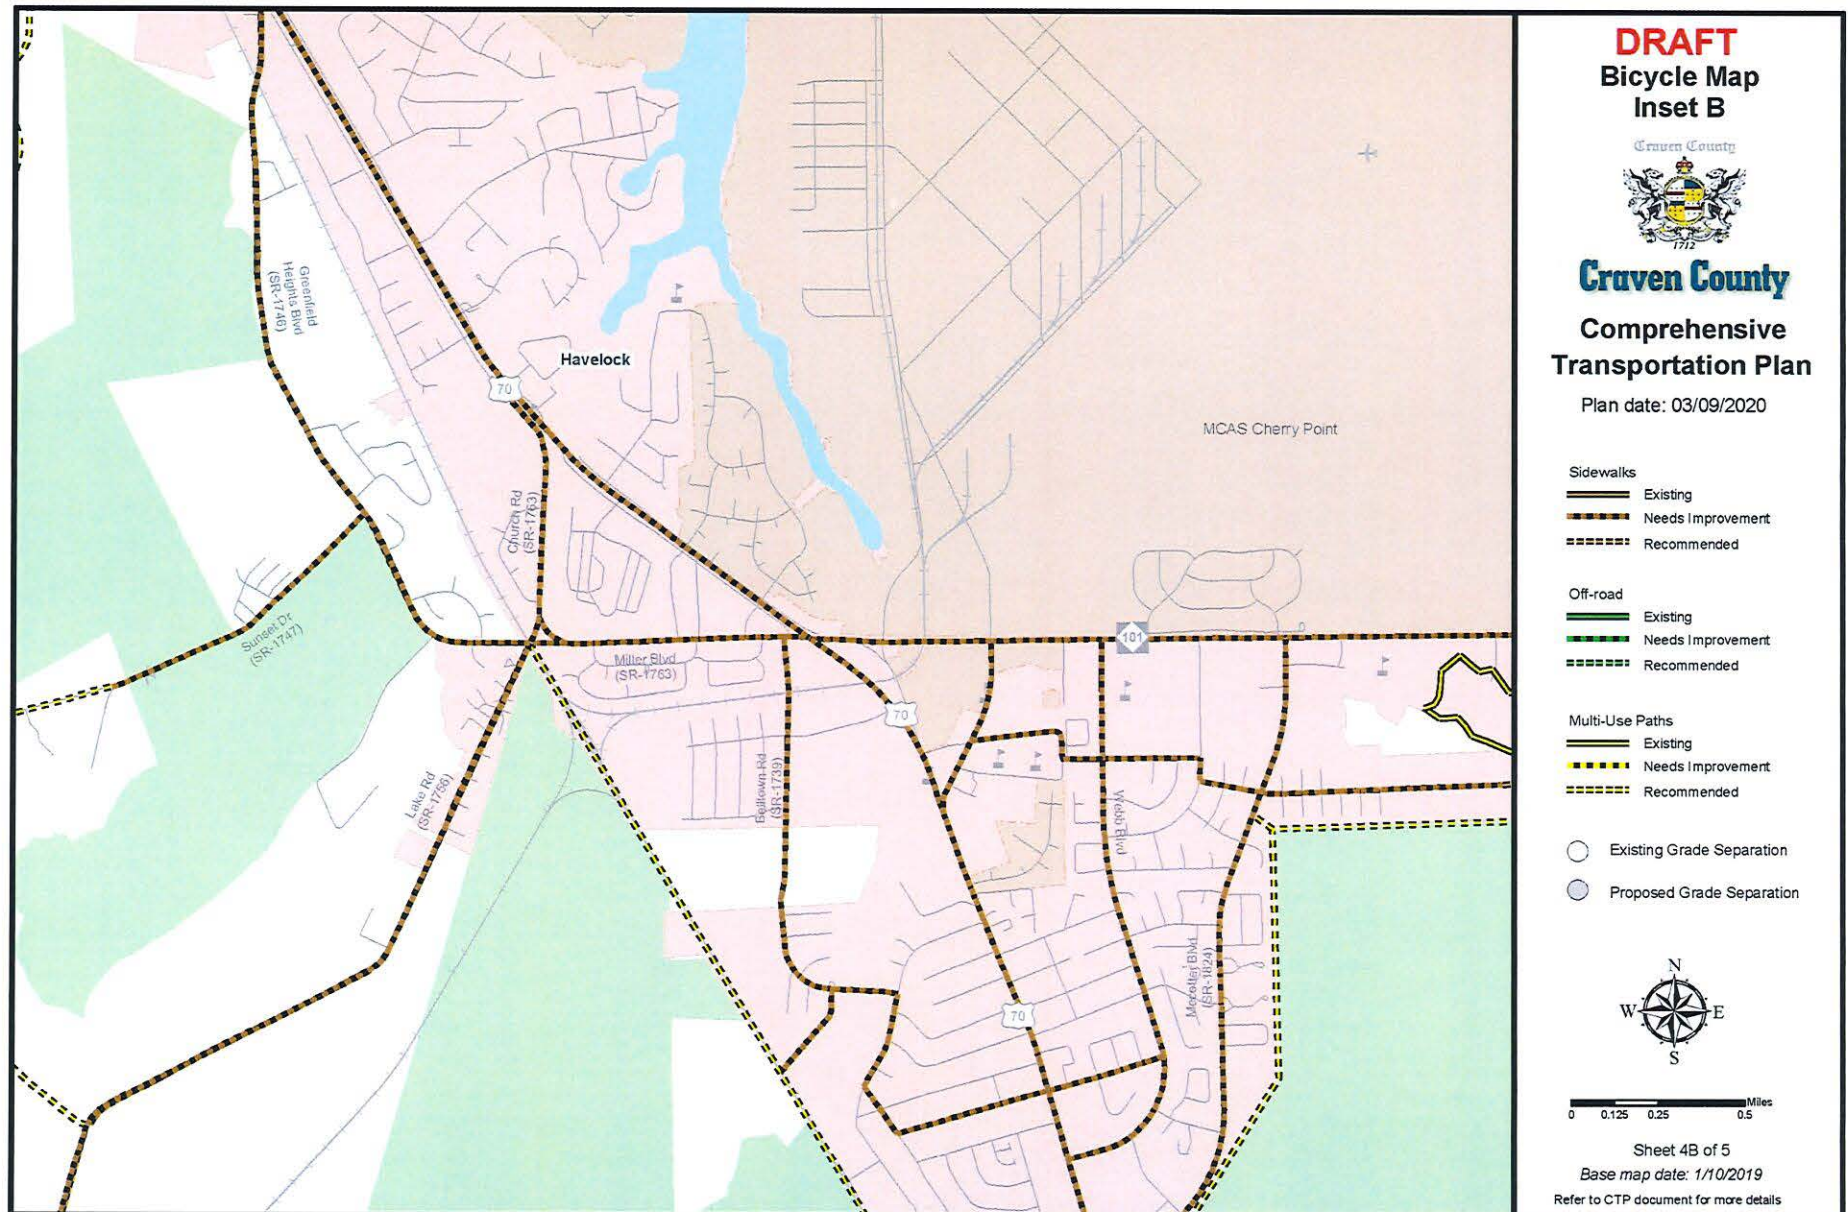 DRAFT
Bicycle Map
Inset B
Craven County
1712
Craven County
Comprehensive
Transportation Plan
Plan date: 03/09/2020
Sidewalks
Existing
Needs Improvement
Recommended
Off-road
Existing
Needs Improvement
Recommended
Multi-Use Paths
Existing
Needs Improvement
Recommended
Existing Grade Separation
Proposed Grade Separation
N
W
E
S
Miles
0 0.125 0.25 0.5
Sheet 4B of 5
Base map date: 1/10/2019
Refer to CTP document for more details
Greenfield
Heights Blvd
(SR-1746)
Havelock
70
MCAS Cherry Point
Church Rd
(SR-1763)
Sunset Dr
(SR-1747)
Miller Blvd
(SR-1763)
101
70
Lake Rd
(SR-1756)
Belltown Rd
(SR-1739)
Webb Blvd
Mccotter Blvd
(SR-1824)
70